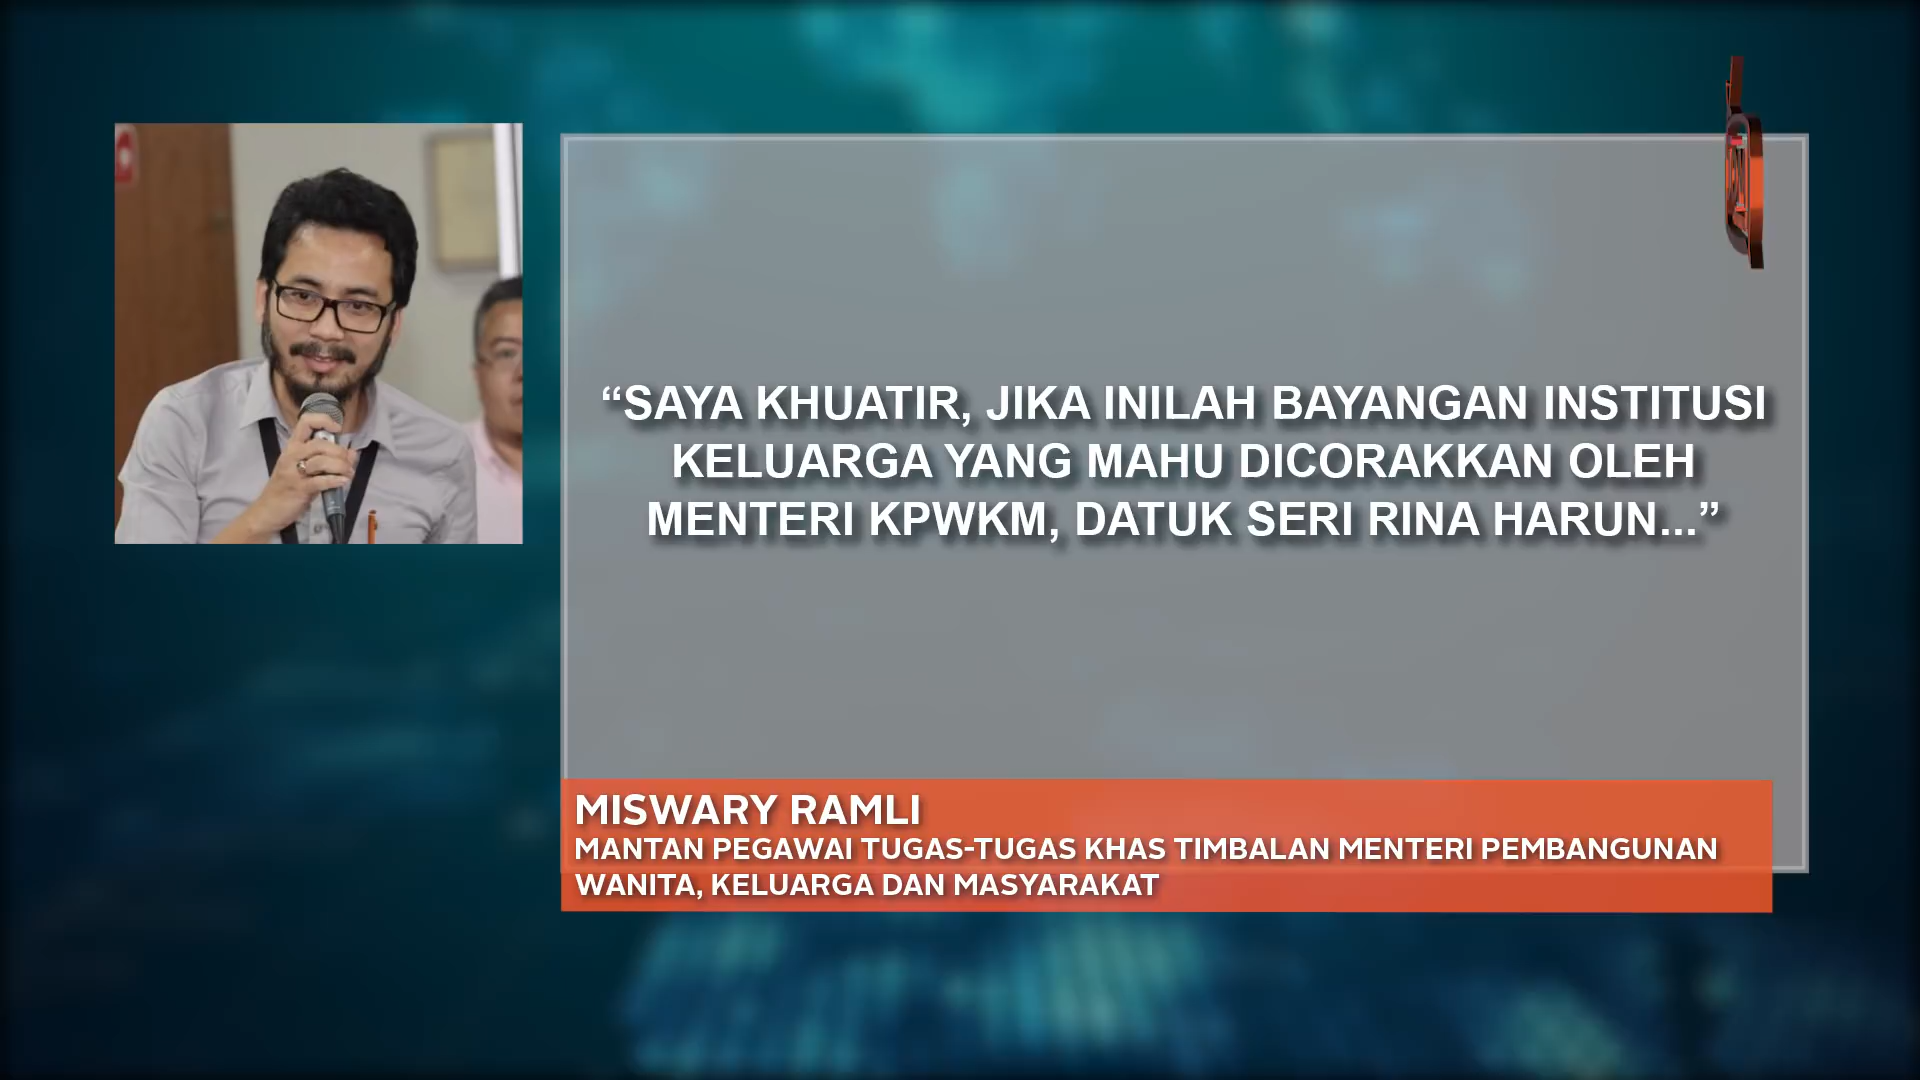 “SAYA KHUATIR, JIKA INILAH BAYANGAN INSTITUSI
KELUARGA YANG MAHU DICORAKKAN OLEH
MENTERI KPWKM, DATUK SERI RINA HARUN...”
MISWARY RAMLI
MANTAN PEGAWAI TUGAS-TUGAS KHAS TIMBALAN MENTERI PEMBANGUNAN
WANITA, KELUARGA DAN MASYARAKAT